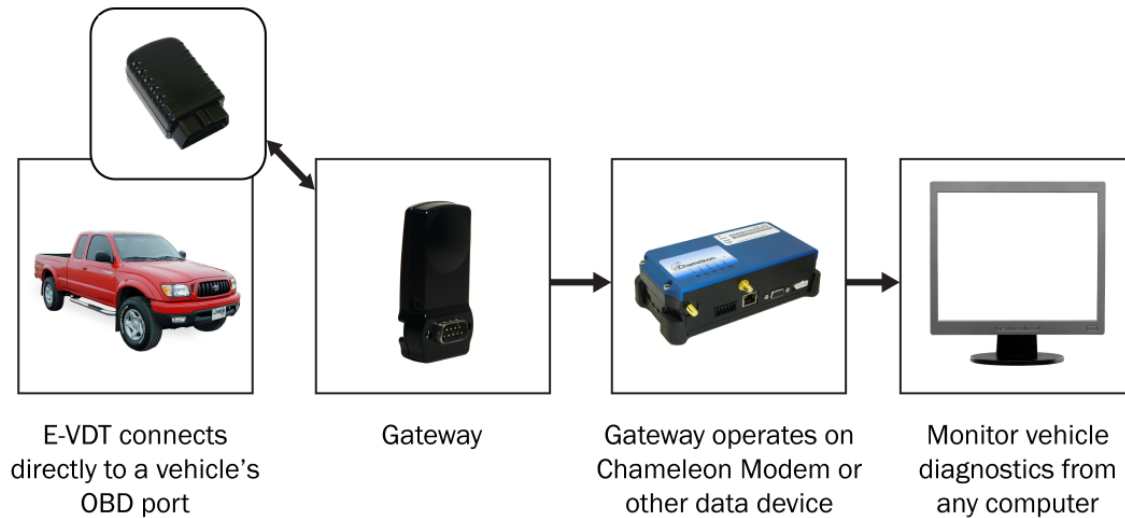 Chameleon
E-VDT connects
directly to a vehicle's
OBD port
Gateway
Gateway operates on
Chameleon Modem or
other data device
Monitor vehicle
diagnostics from
any computer